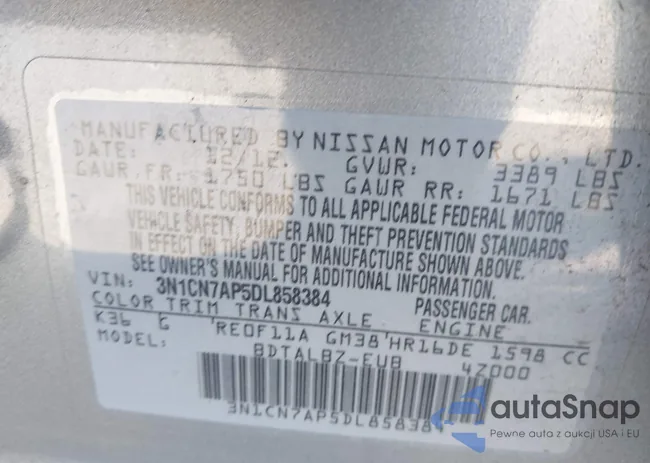 MANUFACTURED BY NISSAN MOTOR CO., LTD.
DATE: 12/12. GVWR: 3389 LBS
GAWR FR: 1750 LBS GAWR RR: 1671 LBS
THIS VEHICLE CONFORMS TO ALL APPLICABLE FEDERAL MOTOR
VEHICLE SAFETY, BUMPER AND THEFT PREVENTION STANDARDS
IN EFFECT ON THE DATE OF MANUFACTURE SHOWN ABOVE.
SEE OWNER'S MANUAL FOR ADDITIONAL INFORMATION.
VIN: 3N1CN7AP5DL858384 PASSENGER CAR.
COLOR TRIM TRANS AXLE ENGINE
K36 G RE0F11A GM38 HR16DE 1598 CC
MODEL: BDTALBZ-EUB 4Z000
3N1CN7AP5DL858384
autaSnap
Pewne auta z aukcji USA i EU